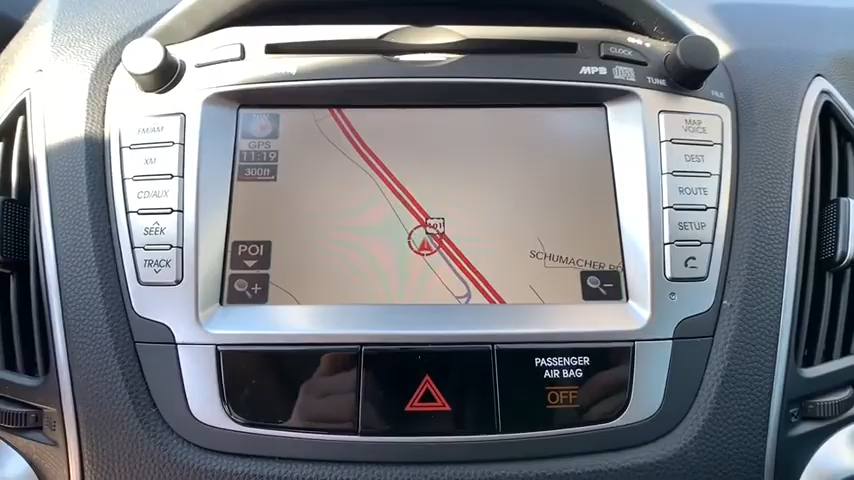 CLOCK
MP3
TUNE
FILE
FM/AM
XM
CD/AUX
SEEK
TRACK
GPS
11:19
300ft
POI
SCHUMACHER
MAP
VOICE
DEST
ROUTE
SETUP
PASSENGER
AIR BAG
OFF